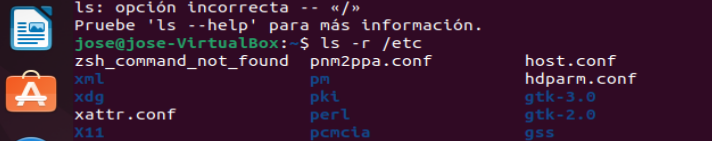 ls: opción incorrecta -- «/»
Pruebe 'ls --help' para más información.
jose@jose-VirtualBox:~$ ls -r /etc
zsh_command_not_found pnm2ppa.conf host.conf
xml pm hdparm.conf
xdg pki gtk-3.0
xattr.conf perl gtk-2.0
X11 pcmcia gss